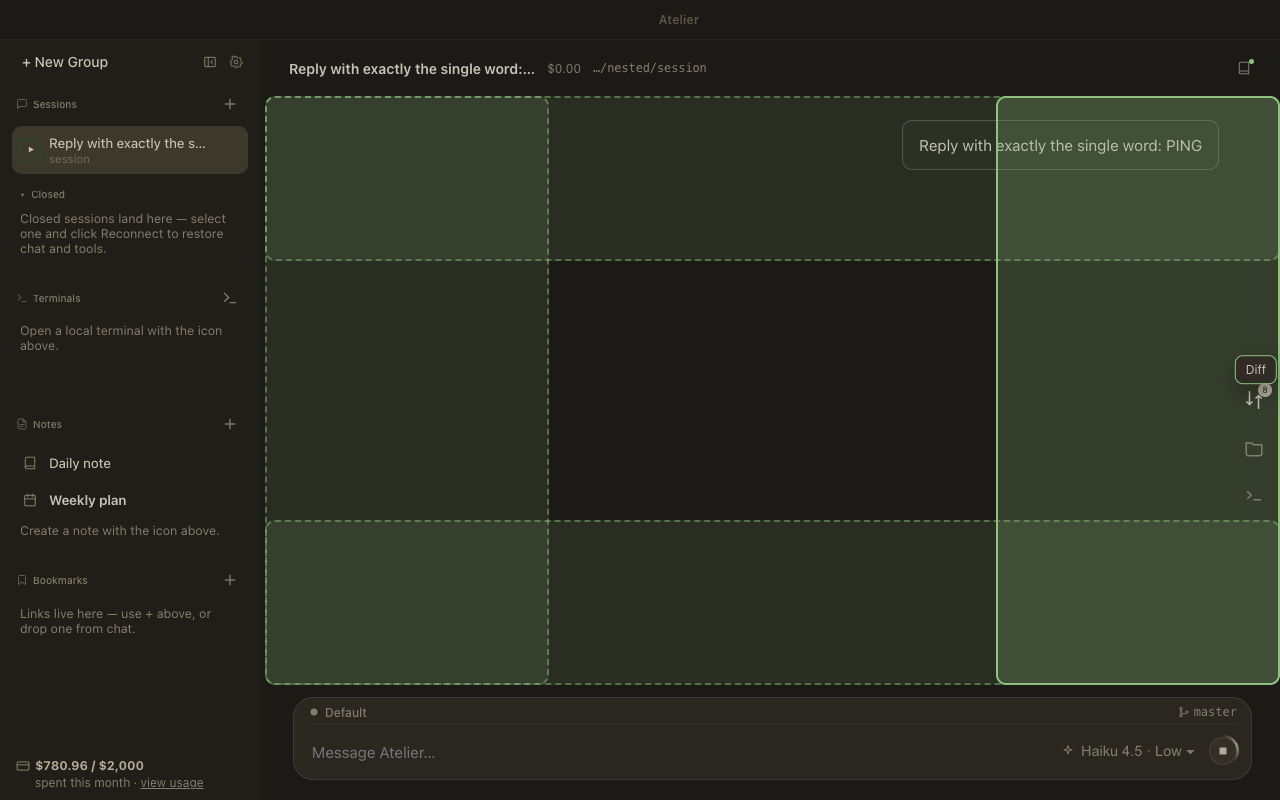 Atelier
+ New Group
Reply with exactly the single word:... $0.00 …/nested/session
Sessions
Reply with exactly the s...
session
Closed
Closed sessions land here — select
one and click Reconnect to restore
chat and tools.
Terminals
Open a local terminal with the icon
above.
Notes
Daily note
Weekly plan
Create a note with the icon above.
Bookmarks
Links live here — use + above, or
drop one from chat.
$780.96 / $2,000
spent this month · view usage
Reply with exactly the single word: PING
Diff
8
Default
master
Message Atelier...
Haiku 4.5 · Low